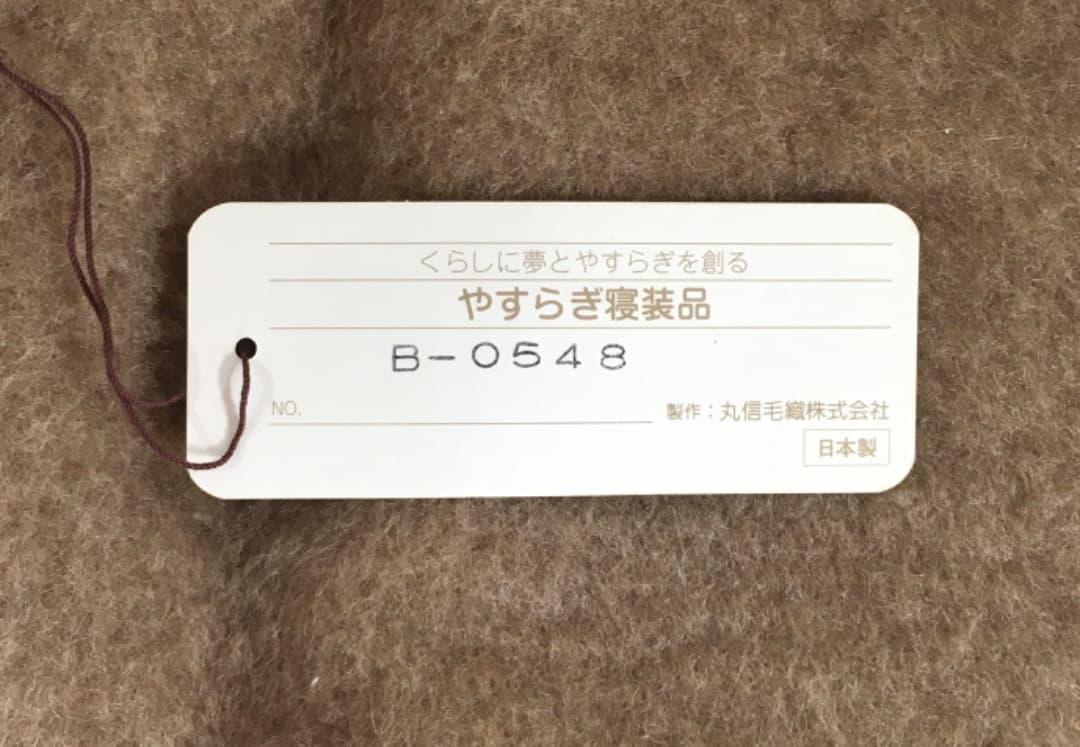 くらしに夢とやすらぎを創る
やすらぎ寝装品
B-0548
NO.
製作：丸信毛織株式会社
日本製